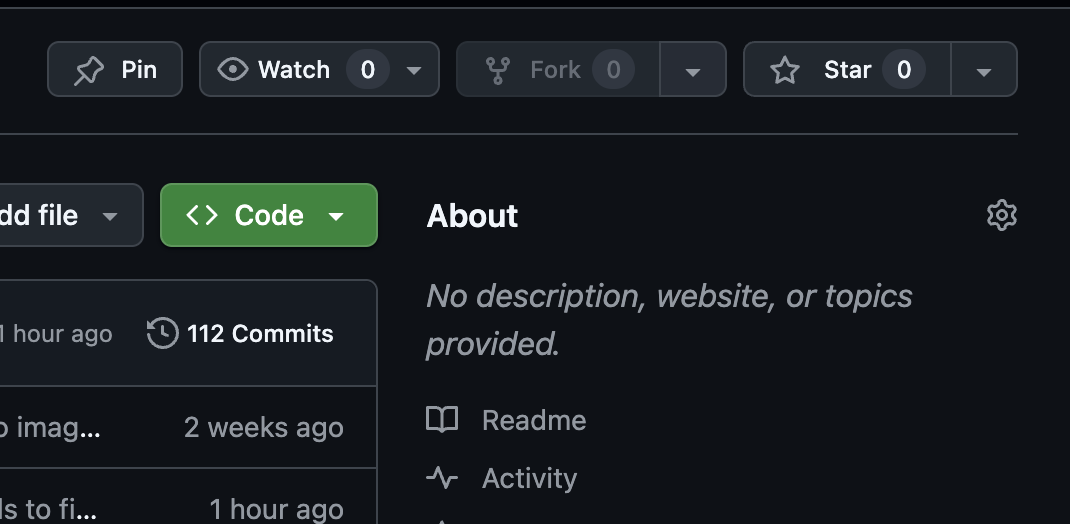 Pin Watch 0 Fork 0 Star 0
dd file Code About
No description, website, or topics
provided.
1 hour ago 112 Commits
Readme
o imag... 2 weeks ago
Activity
ls to fi... 1 hour ago